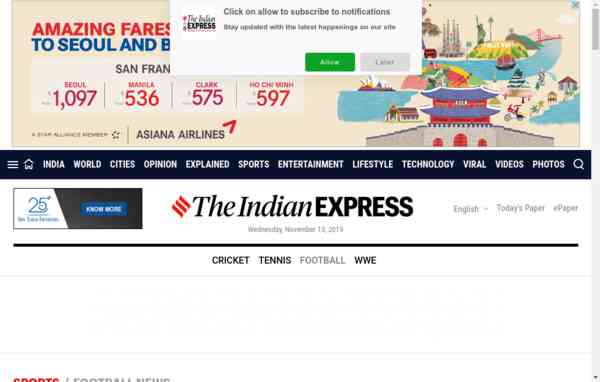 AMAZING FARES
TO SEOUL AND B
Click on allow to subscribe to notifications
Stay updated with the latest happenings on our site
The Indian EXPRESS
Allow
Later
SAN FRAN
SEOUL
$1,097
MANILA
$536
CLARK
$575
HO CHI MINH
$597
A STAR ALLIANCE MEMBER
ASIANA AIRLINES
INDIA WORLD CITIES OPINION EXPLAINED SPORTS ENTERTAINMENT LIFESTYLE TECHNOLOGY VIRAL VIDEOS PHOTOS
25
KNOW MORE
The Indian EXPRESS
Wednesday, November 13, 2019
English
Today's Paper
ePaper
CRICKET TENNIS FOOTBALL WWE
SPORTS / FOOTBALL NEWS